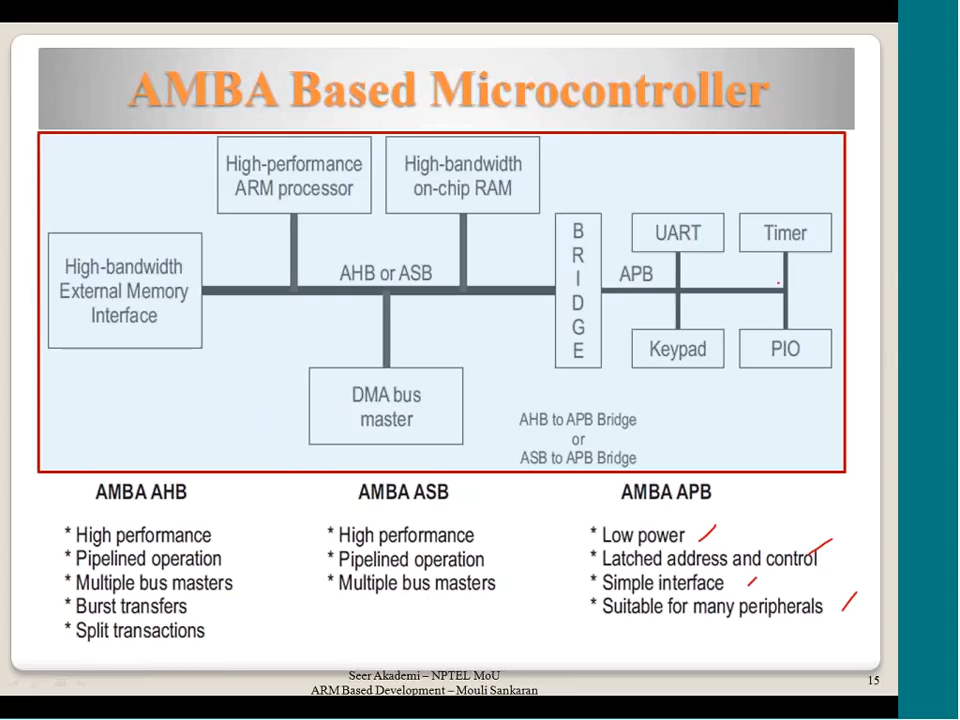 AMBA Based Microcontroller
High-performance
ARM processor
High-bandwidth
on-chip RAM
High-bandwidth
External Memory
Interface
AHB or ASB
B
R
I
D
G
E
UART
Timer
APB
Keypad
PIO
DMA bus
master
AHB to APB Bridge
or
ASB to APB Bridge
AMBA AHB
* High performance
* Pipelined operation
* Multiple bus masters
* Burst transfers
* Split transactions
AMBA ASB
* High performance
* Pipelined operation
* Multiple bus masters
AMBA APB
* Low power
* Latched address and control
* Simple interface
* Suitable for many peripherals
Seer Akademi – NPTEL MoU
ARM Based Development – Mouli Sankaran
15